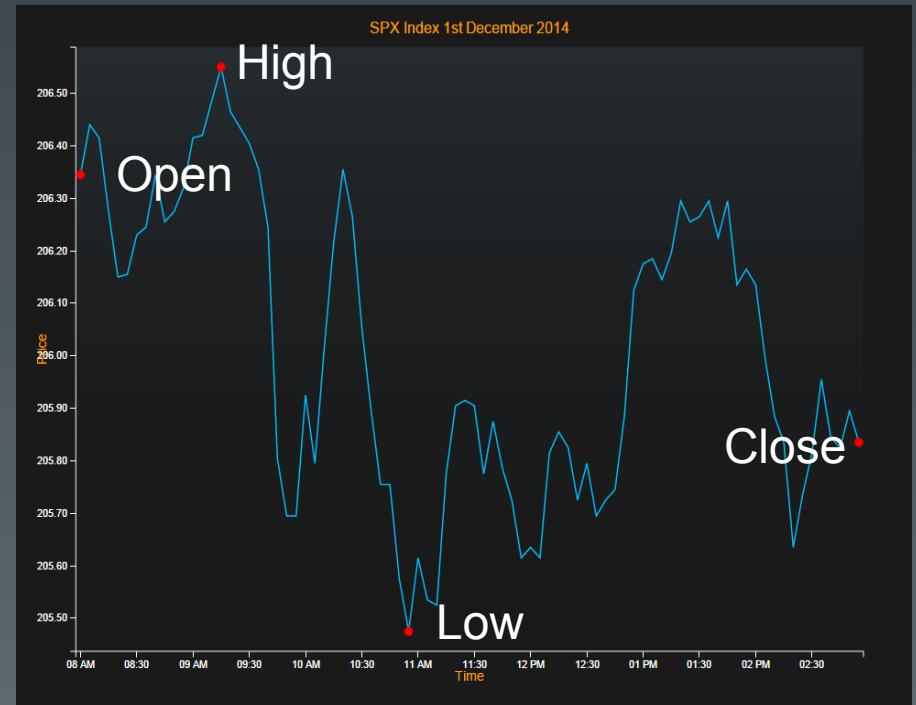 SPX Index 1st December 2014
High
206.50
206.40
Open
206.30
206.20
206.10
Price
206.00
205.90
Close
205.80
205.70
205.60
Low
205.50
08 AM 08:30 09 AM 09:30 10 AM 10:30 11 AM 11:30 12 PM 12:30 01 PM 01:30 02 PM 02:30
Time